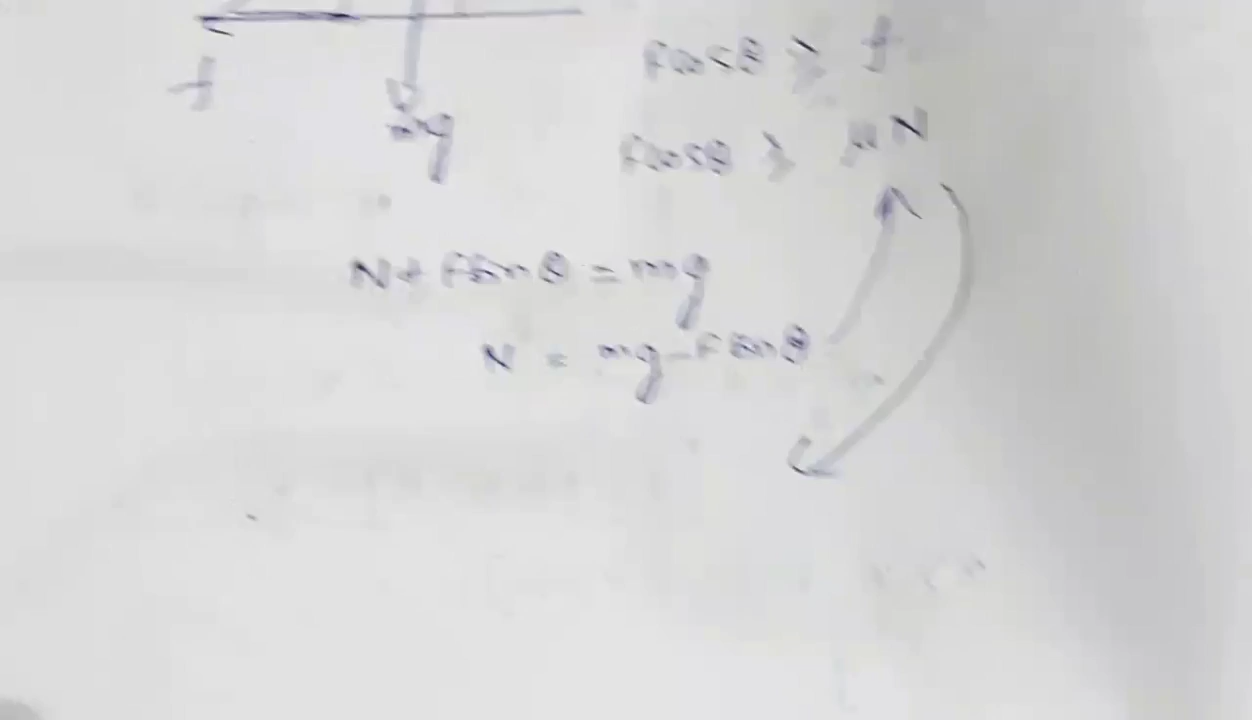 f
mg
Fcosθ ≥ f
Fcosθ ≥ μN
N + Fsinθ = mg
N = mg - Fsinθ